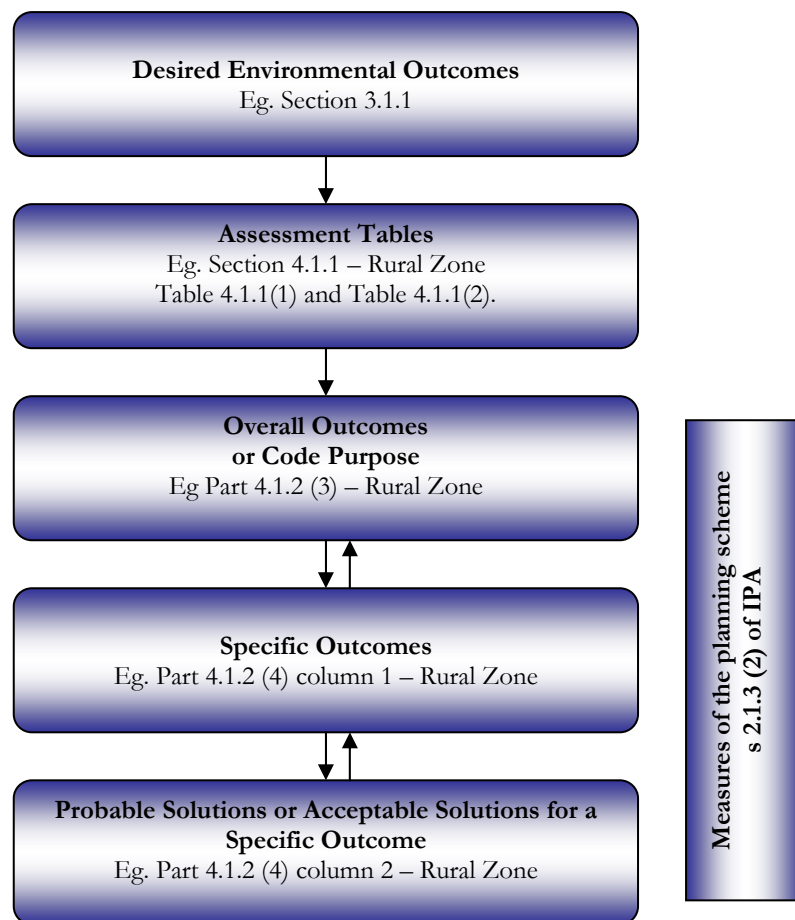 Desired Environmental Outcomes
Eg. Section 3.1.1
Assessment Tables
Eg. Section 4.1.1 – Rural Zone
Table 4.1.1(1) and Table 4.1.1(2).
Overall Outcomes
or Code Purpose
Eg Part 4.1.2 (3) – Rural Zone
Specific Outcomes
Eg. Part 4.1.2 (4) column 1 – Rural Zone
Probable Solutions or Acceptable Solutions for a
Specific Outcome
Eg. Part 4.1.2 (4) column 2 – Rural Zone
Measures of the planning scheme
s 2.1.3 (2) of IPA